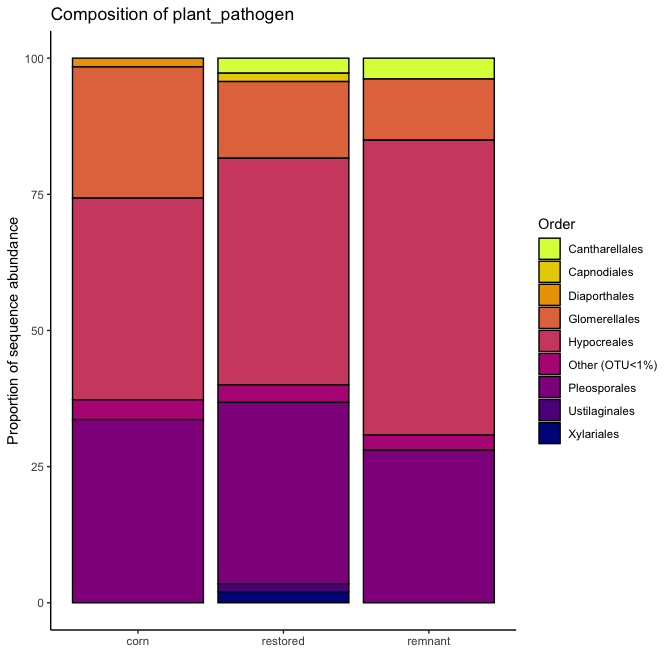 Composition of plant_pathogen
Proportion of sequence abundance
100
75
50
25
0
corn
restored
remnant
Order
Cantharellales
Capnodiales
Diaporthales
Glomerellales
Hypocreales
Other (OTU<1%)
Pleosporales
Ustilaginales
Xylariales